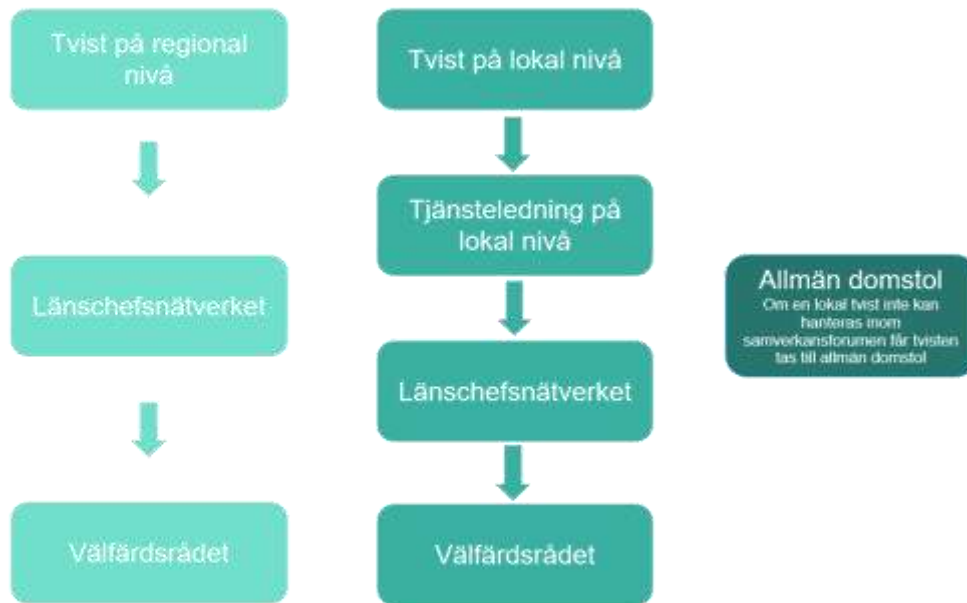 Tvist på regional
nivå
Länschefsnätverket
Välfärdsrådet
Tvist på lokal nivå
Tjänsteledning på
lokal nivå
Länschefsnätverket
Välfärdsrådet
Allmän domstol
Om en lokal tvist inte kan
hanteras inom
samverkansforumen får tvisten
tas till allmän domstol